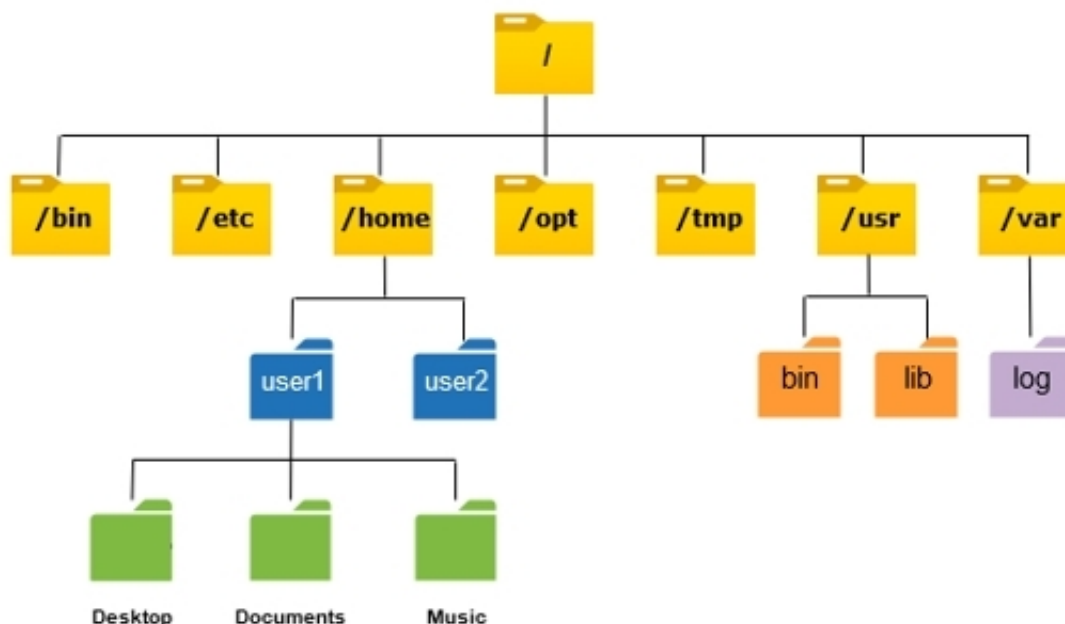 /
/bin /etc /home /opt /tmp /usr /var
user1 user2 bin lib log
Desktop Documents Music